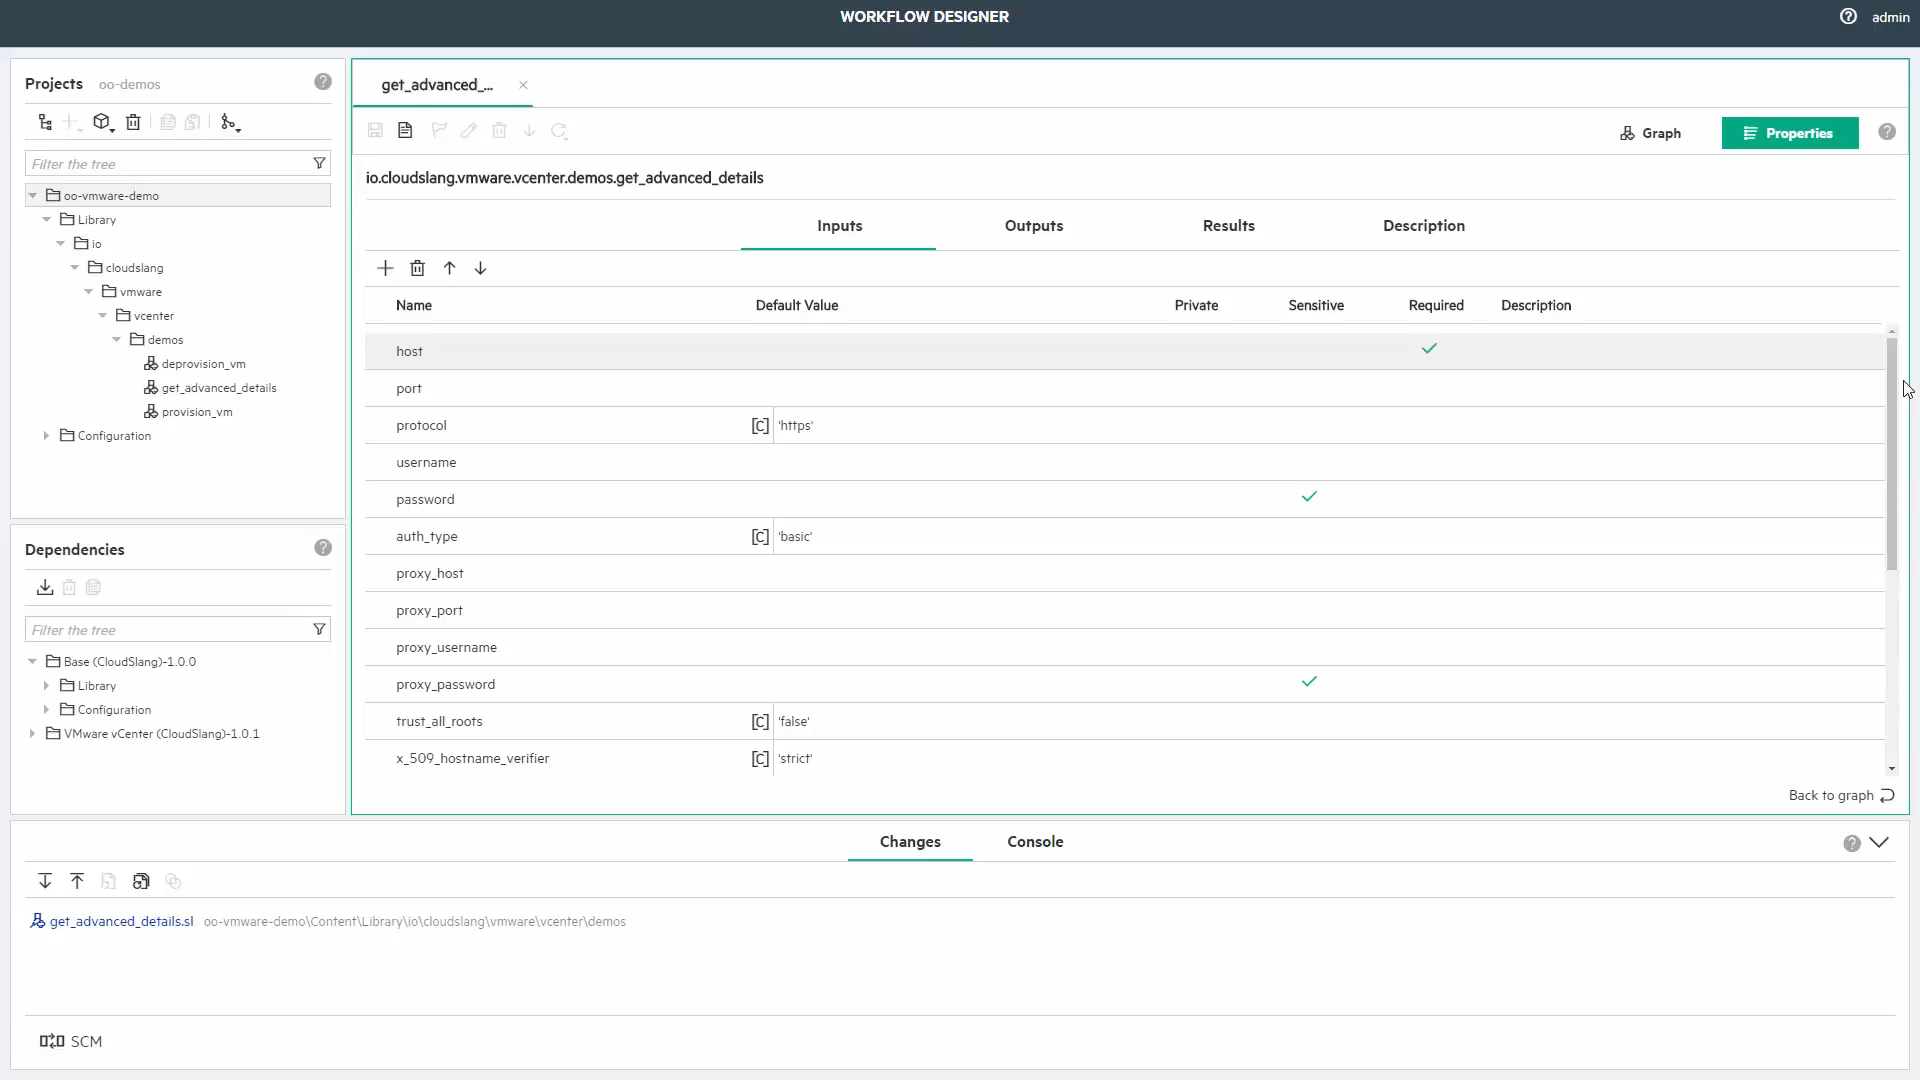 WORKFLOW DESIGNER
admin
Projects oo-demos
Filter the tree
oo-vmware-demo
Library
io
cloudslang
vmware
vcenter
demos
deprovision_vm
get_advanced_details
provision_vm
Configuration
Dependencies
Filter the tree
Base (CloudSlang)-1.0.0
Library
Configuration
VMware vCenter (CloudSlang)-1.0.1
get_advanced_...
Graph
Properties
io.cloudslang.vmware.vcenter.demos.get_advanced_details
Inputs Outputs Results Description
Name Default Value Private Sensitive Required Description
host
port
protocol [C] 'https'
username
password
auth_type [C] 'basic'
proxy_host
proxy_port
proxy_username
proxy_password
trust_all_roots [C] 'false'
x_509_hostname_verifier [C] 'strict'
Back to graph
Changes Console
get_advanced_details.sl oo-vmware-demo\Content\Library\io\cloudslang\vmware\vcenter\demos
SCM